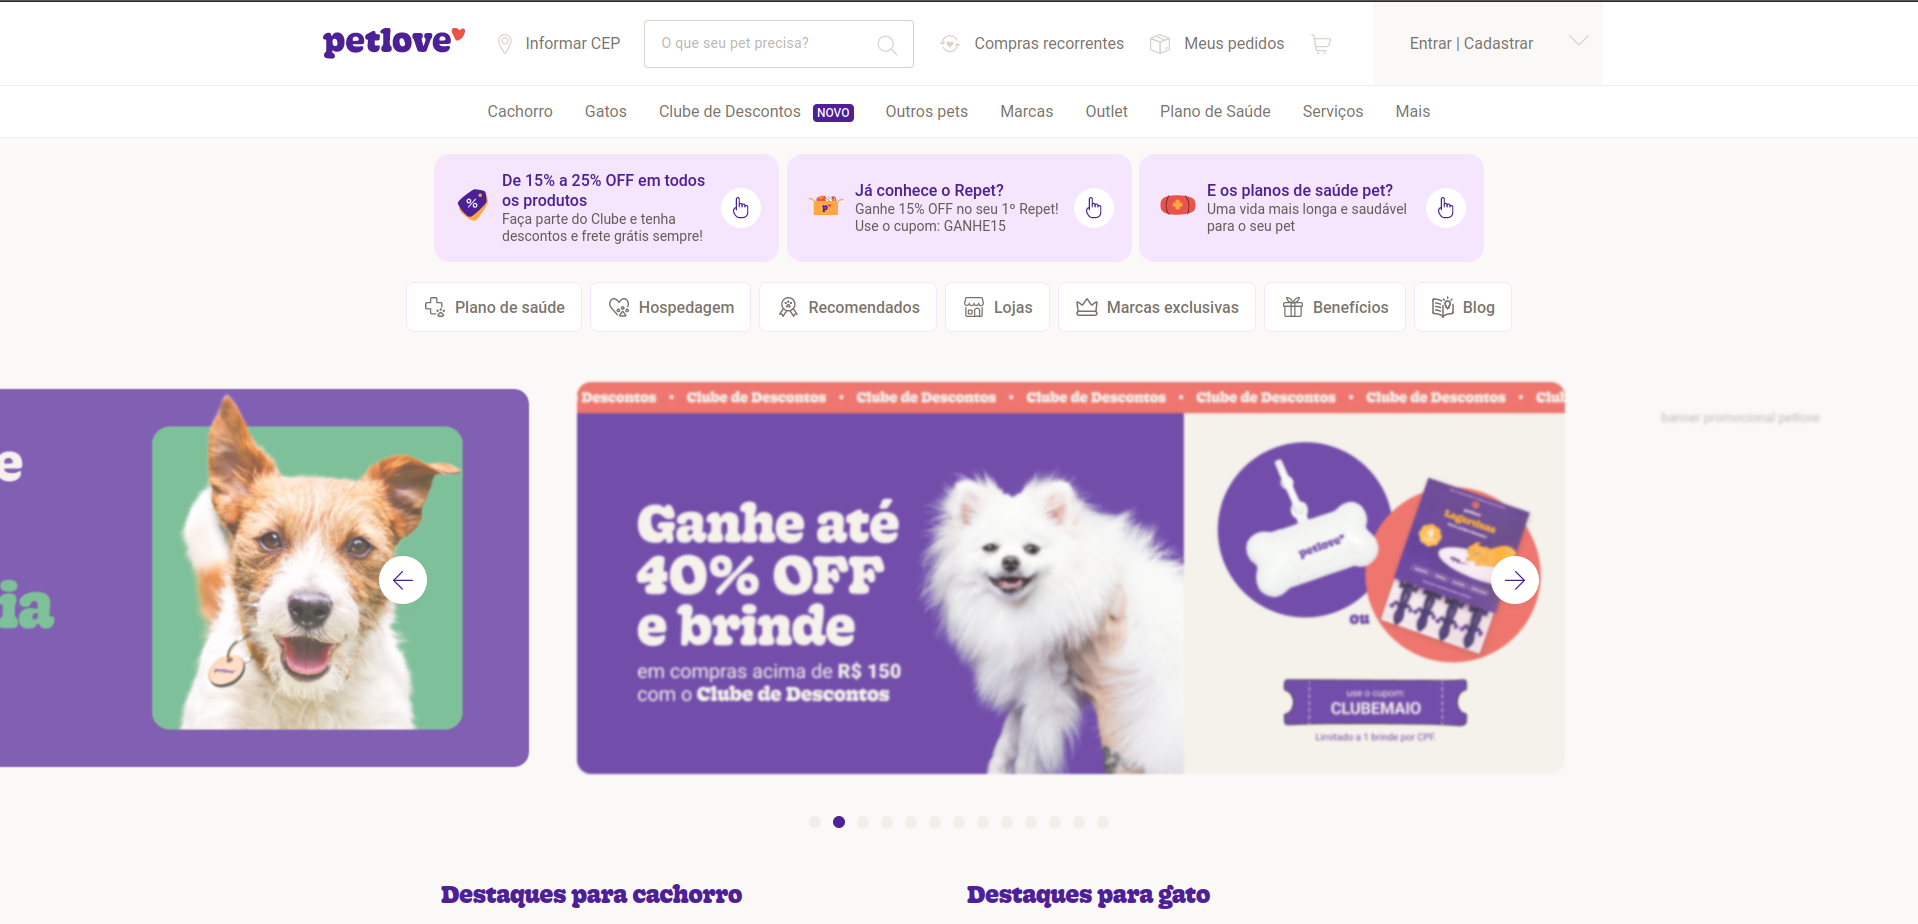 petlove
Informar CEP
O que seu pet precisa?
Compras recorrentes
Meus pedidos
Entrar | Cadastrar
Cachorro
Gatos
Clube de Descontos NOVO
Outros pets
Marcas
Outlet
Plano de Saúde
Serviços
Mais
%
De 15% a 25% OFF em todos
os produtos
Faça parte do Clube e tenha
descontos e frete grátis sempre!
Já conhece o Repet?
Ganhe 15% OFF no seu 1º Repet!
Use o cupom: GANHE15
E os planos de saúde pet?
Uma vida mais longa e saudável
para o seu pet
Plano de saúde
Hospedagem
Recomendados
Lojas
Marcas exclusivas
Benefícios
Blog
e
ia
Descontos • Clube de Descontos • Clube de Descontos • Clube de Descontos • Clube de Descontos • Clube de Descontos • Clu
Ganhe até
40% OFF
e brinde
em compras acima de R$ 150
com o Clube de Descontos
petlove
ou
Lagartixas
use o cupom:
CLUBEMAIO
Limitado a 1 brinde por CPF.
banner promocional petlove
Destaques para cachorro
Destaques para gato